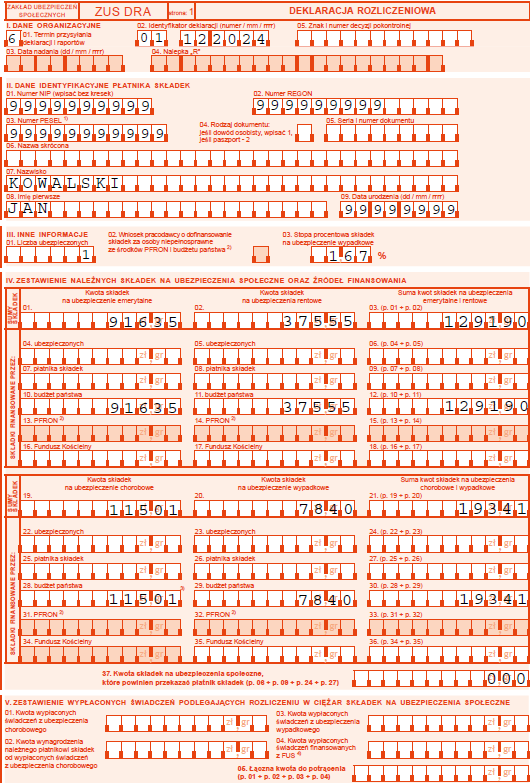 ZAKŁAD UBEZPIECZEŃ SPOŁECZNYCH ZUS DRA strona: 1 DEKLARACJA ROZLICZENIOWA
I. DANE ORGANIZACYJNE 02. Identyfikator deklaracji (numer / mm / rrrr) 05. Znak i numer decyzji pokontrolnej
6 01. Termin przysyłania deklaracji i raportów 01 122024
03. Data nadania (dd / mm / rrrr) 04. Nalepka „R"
II. DANE IDENTYFIKACYJNE PŁATNIKA SKŁADEK
01. Numer NIP (wpisać bez kresek) 02. Numer REGON
9999999999 999999999
03. Numer PESEL 1) 04. Rodzaj dokumentu: jeśli dowód osobisty, wpisać 1, jeśli paszport - 2 05. Seria i numer dokumentu
99999999999
06. Nazwa skrócona
07. Nazwisko
KOWALSKI
08. Imię pierwsze 09. Data urodzenia (dd / mm / rrrr)
JAN 99999999
III. INNE INFORMACJE 02. Wniosek pracodawcy o dofinansowanie składek za osoby niepełnosprawne ze środków PFRON i budżetu państwa 2) 03. Stopa procentowa składek na ubezpieczenie wypadkowe
01. Liczba ubezpieczonych
1 167 %
IV. ZESTAWIENIE NALEŻNYCH SKŁADEK NA UBEZPIECZENIA SPOŁECZNE ORAZ ŹRÓDEŁ FINANSOWANIA
SUMY SKŁADEK
Kwota składek na ubezpieczenie emerytalne Kwota składek na ubezpieczenie rentowe Suma kwot składek na ubezpieczenia emerytalne i rentowe
01. 02. 03. (p. 01 + p. 02)
91635 37555 129190
SKŁADKI FINANSOWANE PRZEZ:
04. ubezpieczonych 05. ubezpieczonych 06. (p. 04 + p. 05)
zł gr zł gr zł gr
07. płatnika składek 08. płatnika składek 09. (p. 07 + p. 08)
zł gr zł gr zł gr
10. budżet państwa 11. budżet państwa 12. (p. 10 + p. 11)
91635 37555 129190
13. PFRON 2) 14. PFRON 2) 15. (p. 13 + p. 14)
zł gr zł gr zł gr
16. Fundusz Kościelny 17. Fundusz Kościelny 18. (p. 16 + p. 17)
zł gr zł gr zł gr
SUMY SKŁADEK
Kwota składek na ubezpieczenie chorobowe Kwota składek na ubezpieczenie wypadkowe Suma kwot składek na ubezpieczenia chorobowe i wypadkowe
19. 20. 21. (p. 19 + p. 20)
11501 7840 19341
SKŁADKI FINANSOWANE PRZEZ:
22. ubezpieczonych 23. ubezpieczonych 24. (p. 22 + p. 23)
zł gr zł gr zł gr
25. płatnika składek 26. płatnika składek 27. (p. 25 + p. 26)
zł gr zł gr zł gr
28. budżet państwa 3) 29. budżet państwa 30. (p. 28 + p. 29)
11501 7840 19341
31. PFRON 2) 32. PFRON 2) 33. (p. 31 + p. 32)
zł gr zł gr zł gr
34. Fundusz Kościelny 35. Fundusz Kościelny 36. (p. 34 + p. 35)
zł gr zł gr zł gr
37. Kwota składek na ubezpieczenia społeczne, które powinien przekazać płatnik składek (p. 06 + p. 09 + p. 24 + p. 27) 000
V. ZESTAWIENIE WYPŁACONYCH ŚWIADCZEŃ PODLEGAJĄCYCH ROZLICZENIU W CIĘŻAR SKŁADEK NA UBEZPIECZENIA SPOŁECZNE
01. Kwota wypłaconych świadczeń z ubezpieczenia chorobowego zł gr 03. Kwota wypłaconych świadczeń z ubezpieczenia wypadkowego zł gr
02. Kwota wynagrodzenia należnego płatnikowi składek od wypłaconych świadczeń z ubezpieczenia chorobowego zł gr 04. Kwota wypłaconych świadczeń finansowanych z FUS 4) zł gr
05. Łączna kwota do potrącenia (p. 01 + p. 02 + p. 03 + p. 04) zł gr